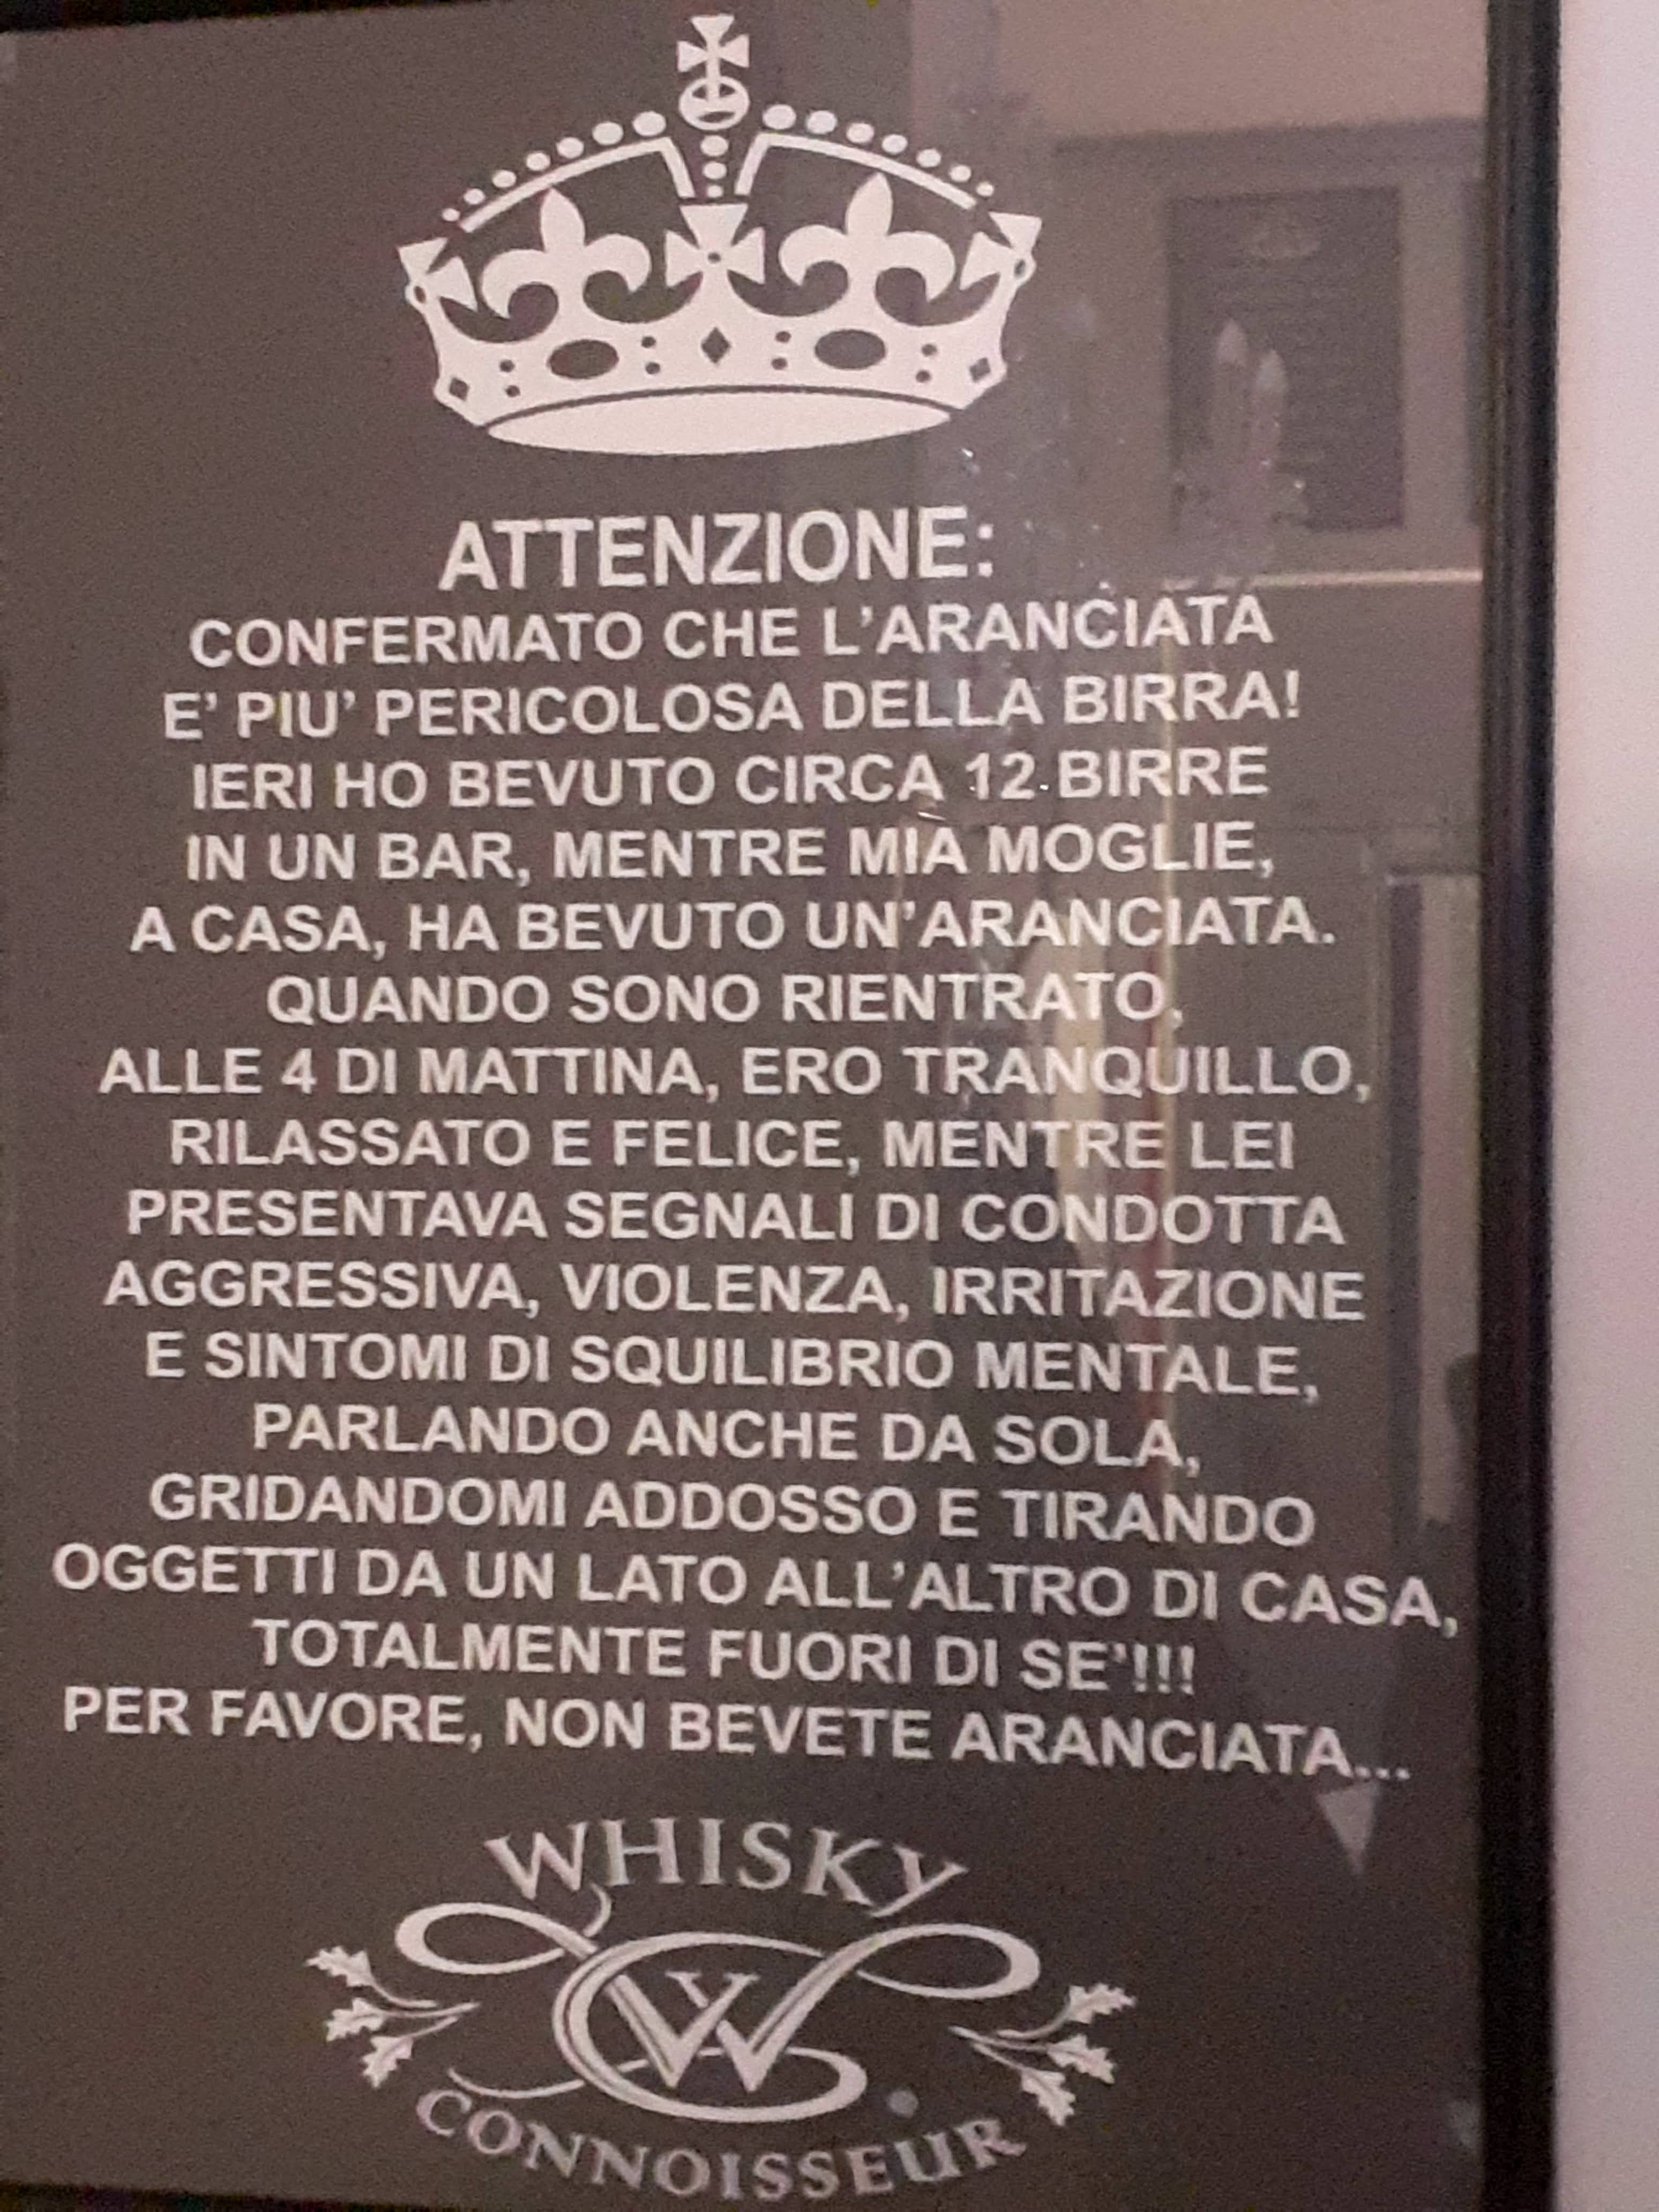 ATTENZIONE:
CONFERMATO CHE L'ARANCIATA
E' PIU' PERICOLOSA DELLA BIRRA!
IERI HO BEVUTO CIRCA 12 BIRRE
IN UN BAR, MENTRE MIA MOGLIE,
A CASA, HA BEVUTO UN'ARANCIATA.
QUANDO SONO RIENTRATO,
ALLE 4 DI MATTINA, ERO TRANQUILLO,
RILASSATO E FELICE, MENTRE LEI
PRESENTAVA SEGNALI DI CONDOTTA
AGGRESSIVA, VIOLENZA, IRRITAZIONE
E SINTOMI DI SQUILIBRIO MENTALE,
PARLANDO ANCHE DA SOLA,
GRIDANDOMI ADDOSSO E TIRANDO
OGGETTI DA UN LATO ALL'ALTRO DI CASA,
TOTALMENTE FUORI DI SE'!!!
PER FAVORE, NON BEVETE ARANCIATA...
WHISKY
CW
CONNOISSEUR